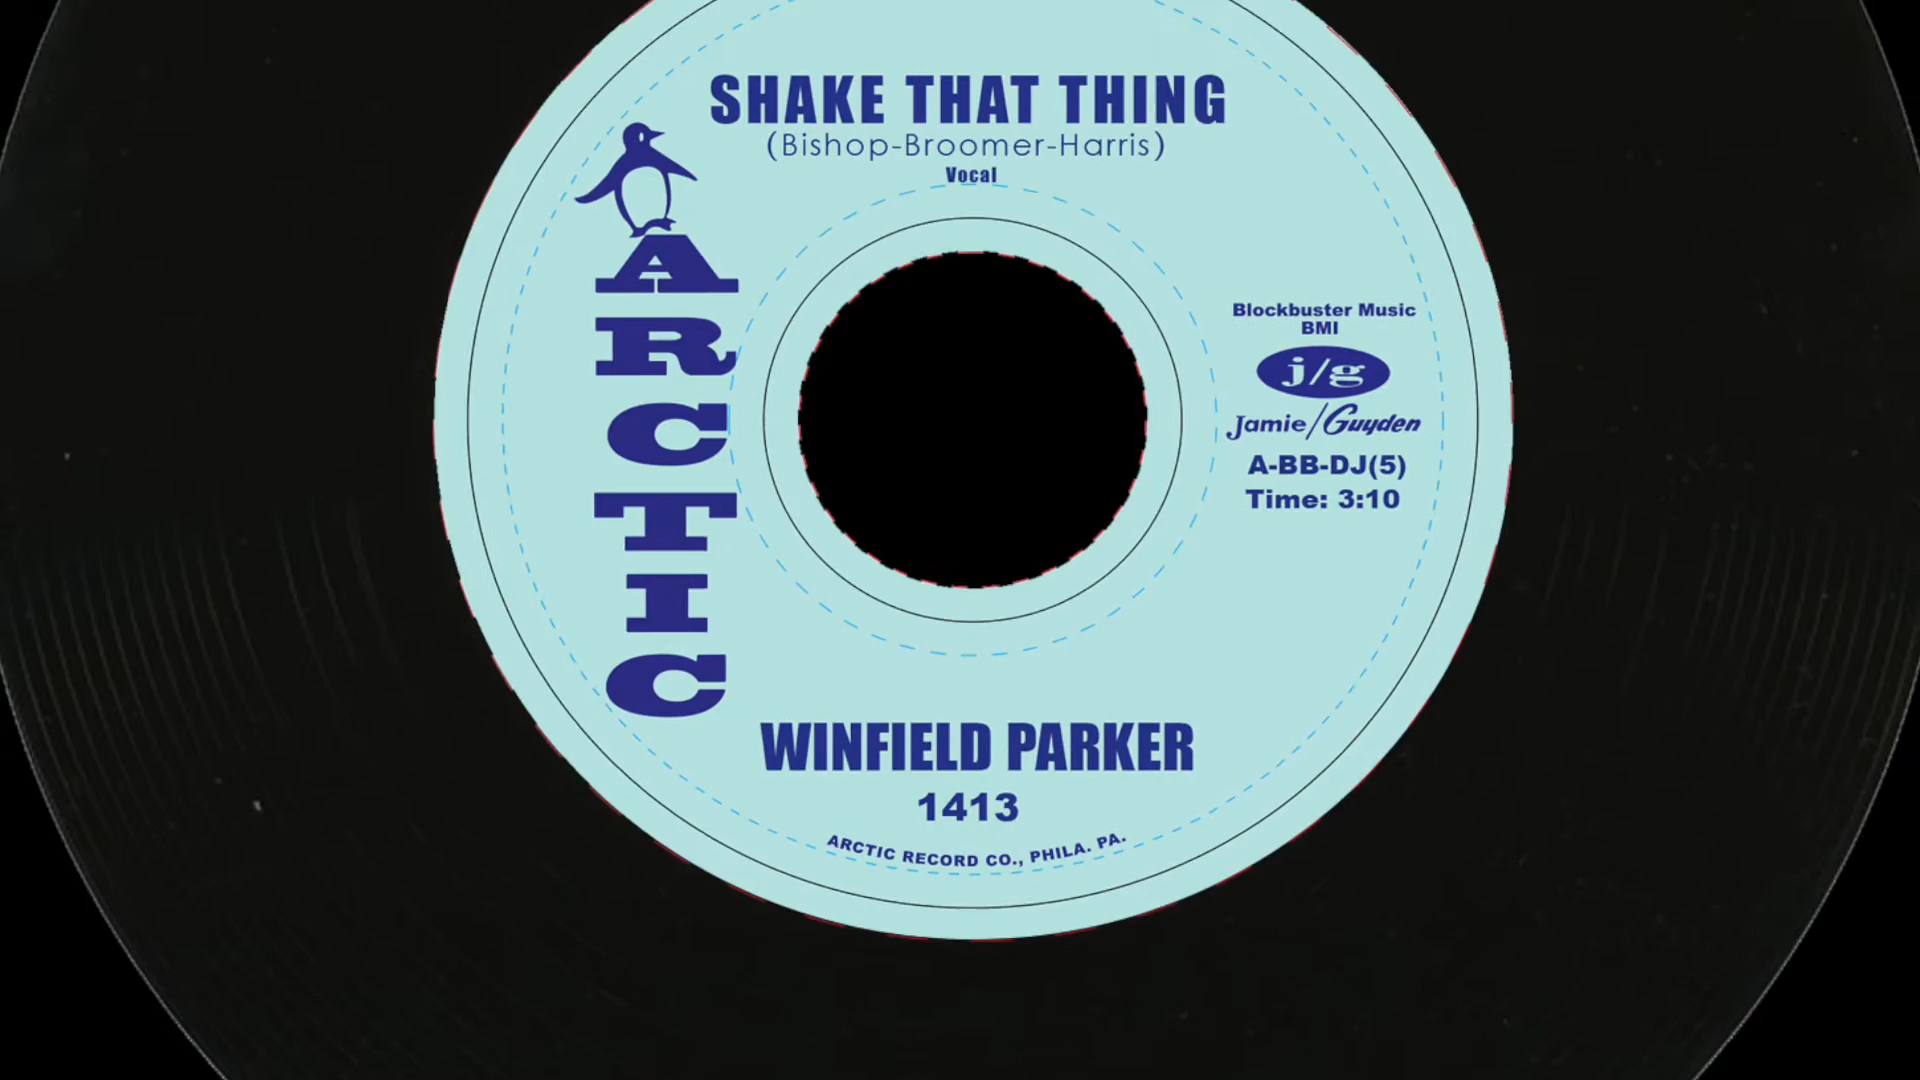 SHAKE THAT THING
(Bishop-Broomer-Harris)
Vocal
ARCTIC
Blockbuster Music
BMI
j/g
Jamie/Guyden
A-BB-DJ(5)
Time: 3:10
WINFIELD PARKER
1413
ARCTIC RECORD CO., PHILA. PA.